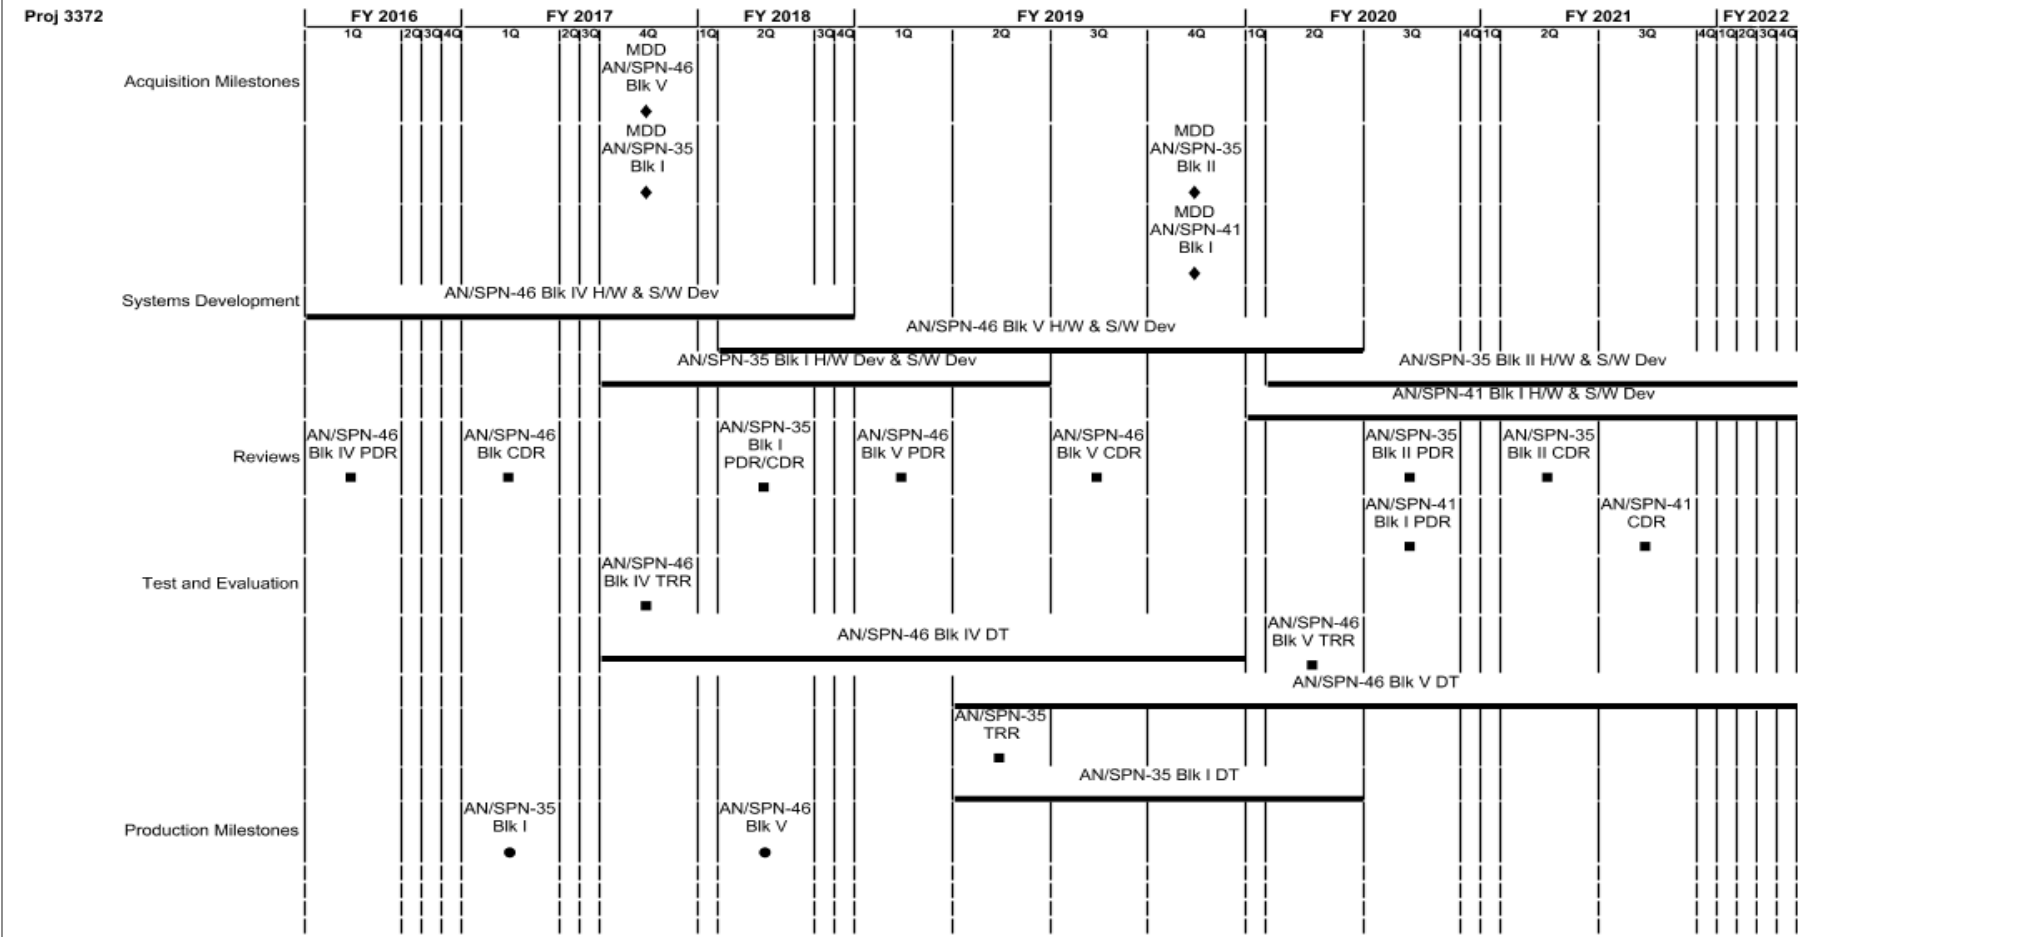 Proj 3372
FY 2016 FY 2017 FY 2018 FY 2019 FY 2020 FY 2021 FY 2022
1Q 2Q 3Q 4Q 1Q 2Q 3Q 4Q 1Q 2Q 3Q 4Q 1Q 2Q 3Q 4Q 1Q 2Q 3Q 4Q 1Q 2Q 3Q 4Q 1Q 2Q 3Q 4Q
Acquisition Milestones
MDD
AN/SPN-46
Blk V
MDD
AN/SPN-35
Blk I
MDD
AN/SPN-35
Blk II
MDD
AN/SPN-41
Blk I
Systems Development
AN/SPN-46 Blk IV H/W & S/W Dev
AN/SPN-46 Blk V H/W & S/W Dev
AN/SPN-35 Blk I H/W Dev & S/W Dev
AN/SPN-35 Blk II H/W & S/W Dev
AN/SPN-41 Blk I H/W & S/W Dev
Reviews
AN/SPN-46
Blk IV PDR
AN/SPN-46
Blk CDR
AN/SPN-35
Blk I
PDR/CDR
AN/SPN-46
Blk V PDR
AN/SPN-46
Blk V CDR
AN/SPN-35
Blk II PDR
AN/SPN-35
Blk II CDR
AN/SPN-41
Blk I PDR
AN/SPN-41
CDR
Test and Evaluation
AN/SPN-46
Blk IV TRR
AN/SPN-46 Blk IV DT
AN/SPN-46
Blk V TRR
AN/SPN-46 Blk V DT
AN/SPN-35
TRR
AN/SPN-35 Blk I DT
Production Milestones
AN/SPN-35
Blk I
AN/SPN-46
Blk V